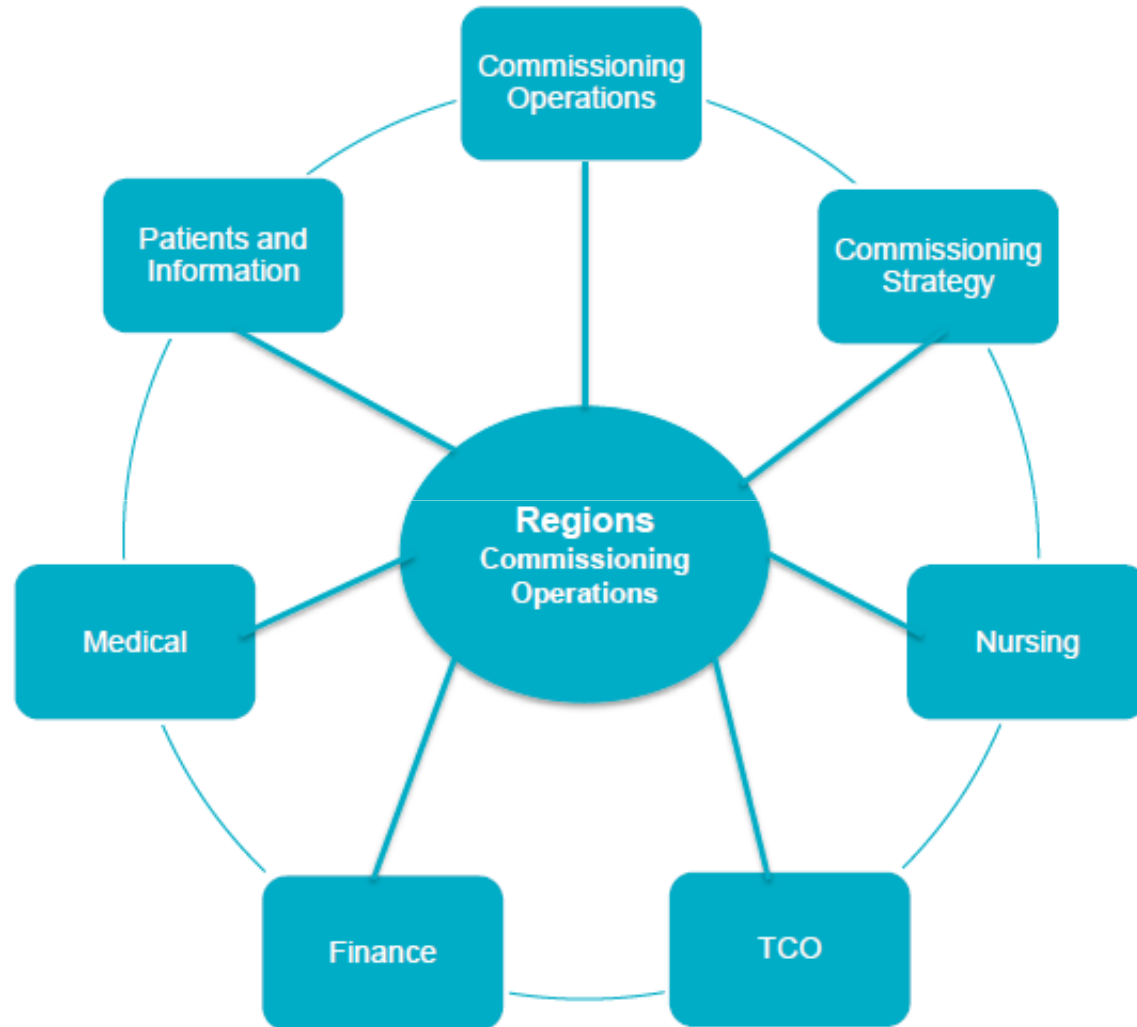 Commissioning
Operations
Commissioning
Strategy
Patients and
Information
Regions
Commissioning
Operations
Medical
Nursing
Finance
TCO